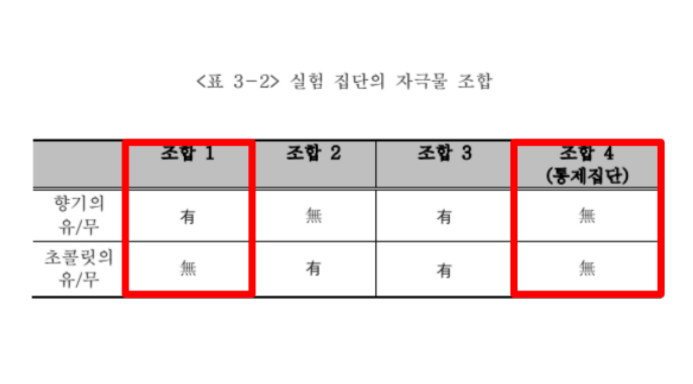 <표 3-2> 실험 집단의 자극물 조합
조합 1 조합 2 조합 3 조합 4
(통제집단)
향기의
유/무 有 無 有 無
초콜릿의
유/무 無 有 有 無